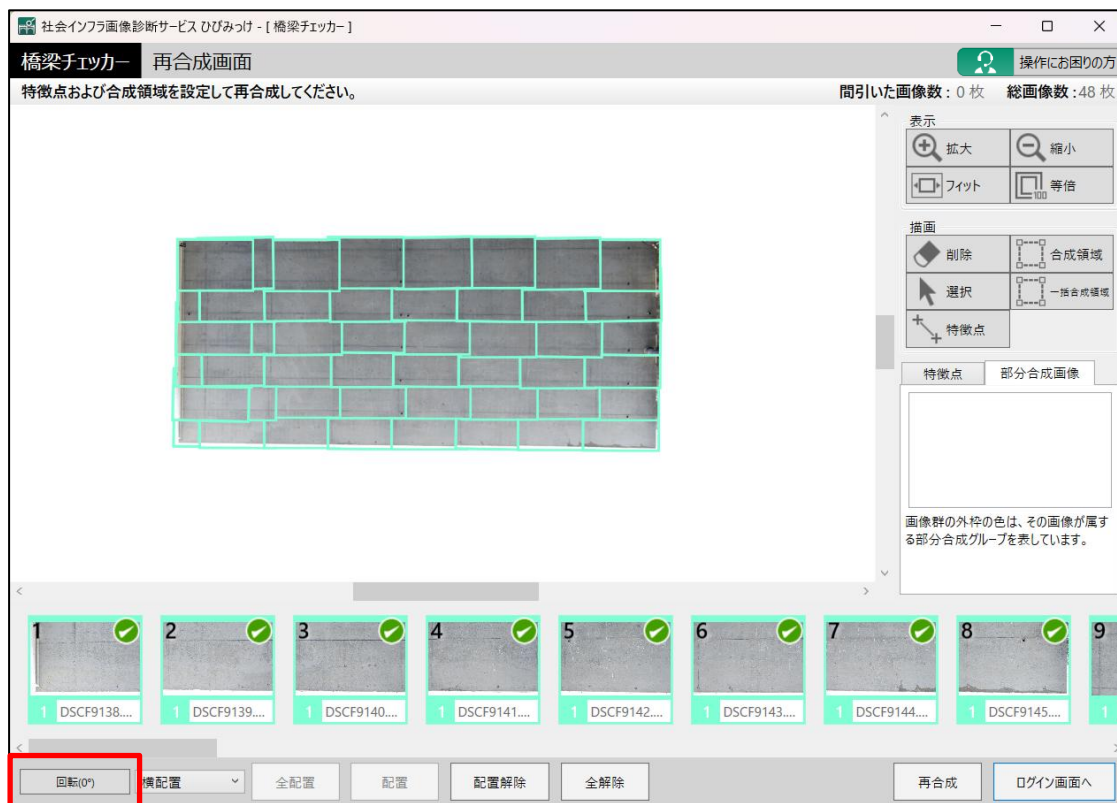 社会インフラ画像診断サービス ひびみっけ - [ 橋梁チェッカー ]
橋梁チェッカー 再合成画面
操作にお困りの方
特徴点および合成領域を設定して再合成してください。
間引いた画像数 : 0 枚 総画像数 : 48 枚
表示
拡大 縮小
フィット 100 等倍
描画
削除 合成領域
選択 一括合成領域
特徴点
特徴点 部分合成画像
画像群の外枠の色は、その画像が属す
る部分合成グループを表しています。
1 2 3 4 5 6 7 8 9
1 DSCF9138.... 1 DSCF9139.... 1 DSCF9140.... 1 DSCF9141.... 1 DSCF9142.... 1 DSCF9143.... 1 DSCF9144.... 1 DSCF9145.... 1
回転(0°) 横配置 全配置 配置 配置解除 全解除 再合成 ログイン画面へ